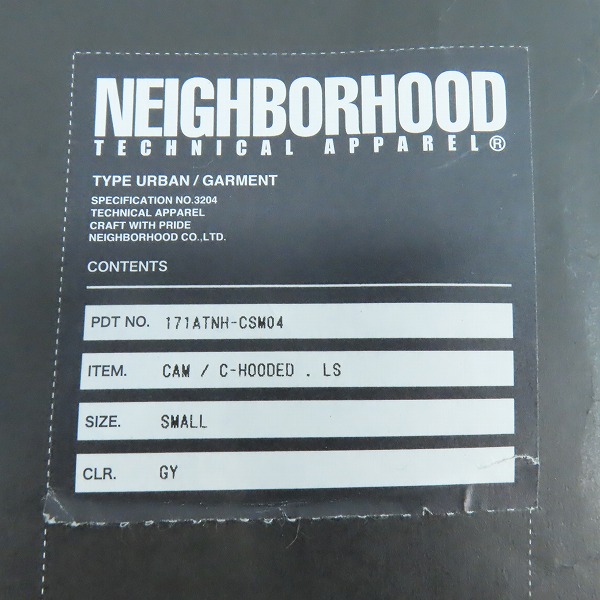 NEIGHBORHOOD
TECHNICAL APPAREL®
TYPE URBAN / GARMENT
SPECIFICATION NO.3204
TECHNICAL APPAREL
CRAFT WITH PRIDE
NEIGHBORHOOD CO.,LTD.
CONTENTS
PDT NO. 171ATNH-CSM04
ITEM. CAM / C-HOODED . LS
SIZE. SMALL
CLR. GY